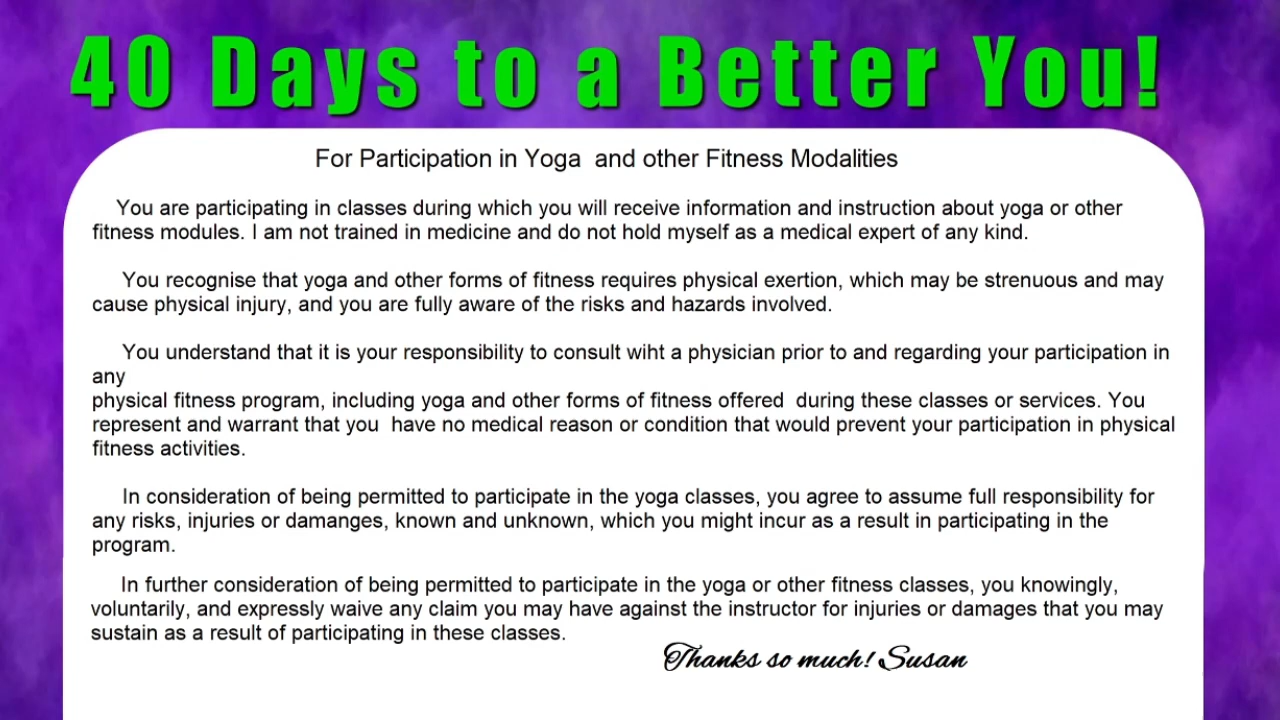 40 Days to a Better You!
For Participation in Yoga  and other Fitness Modalities
You are participating in classes during which you will receive information and instruction about yoga or other
fitness modules. I am not trained in medicine and do not hold myself as a medical expert of any kind.
You recognise that yoga and other forms of fitness requires physical exertion, which may be strenuous and may
cause physical injury, and you are fully aware of the risks and hazards involved.
You understand that it is your responsibility to consult wiht a physician prior to and regarding your participation in
any
physical fitness program, including yoga and other forms of fitness offered  during these classes or services. You
represent and warrant that you  have no medical reason or condition that would prevent your participation in physical
fitness activities.
In consideration of being permitted to participate in the yoga classes, you agree to assume full responsibility for
any risks, injuries or damanges, known and unknown, which you might incur as a result in participating in the
program.
In further consideration of being permitted to participate in the yoga or other fitness classes, you knowingly,
voluntarily, and expressly waive any claim you may have against the instructor for injuries or damages that you may
sustain as a result of participating in these classes.
Thanks so much! Susan